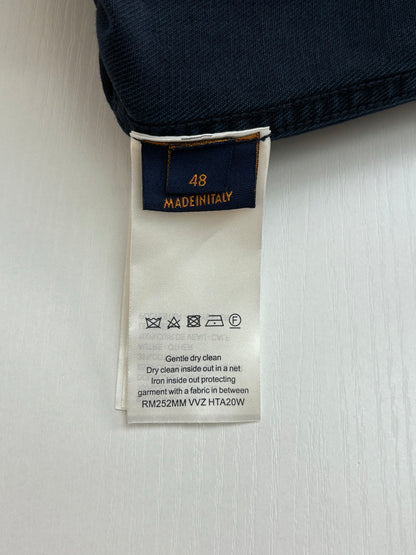 48
MADEINITALY
Gentle dry clean
Dry clean inside out in a net
Iron inside out protecting
garment with a fabric in between
RM252MM VVZ HTA20W